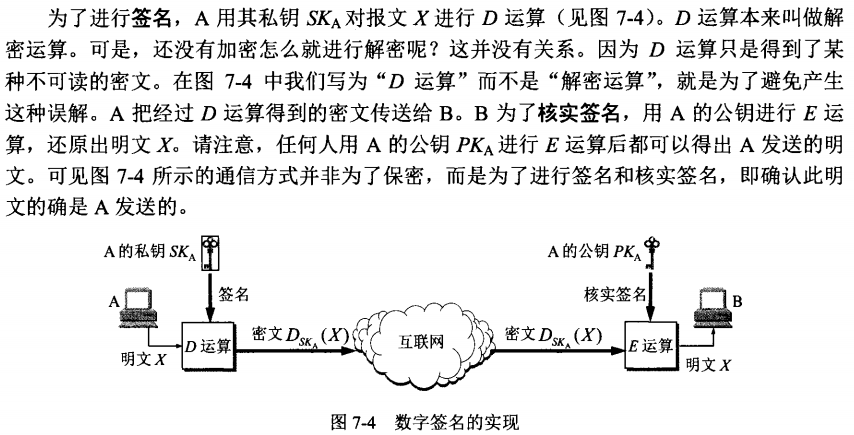 为了进行签名，A 用其私钥 SKA 对报文 X 进行 D 运算（见图 7-4）。D 运算本来叫做解
密运算。可是，还没有加密怎么就进行解密呢？这并没有关系。因为 D 运算只是得到了某
种不可读的密文。在图 7-4 中我们写为“D 运算”而不是“解密运算”，就是为了避免产生
这种误解。A 把经过 D 运算得到的密文传送给 B。B 为了核实签名，用 A 的公钥进行 E 运
算，还原出明文 X。请注意，任何人用 A 的公钥 PKA 进行 E 运算后都可以得出 A 发送的明
文。可见图 7-4 所示的通信方式并非为了保密，而是为了进行签名和核实签名，即确认此明
文的确是 A 发送的。
A 的私钥 SKA
A 的公钥 PKA
签名
核实签名
A
B
D 运算
密文 DSKA(X)
互联网
密文 DSKA(X)
E 运算
明文 X
明文 X
图 7-4 数字签名的实现